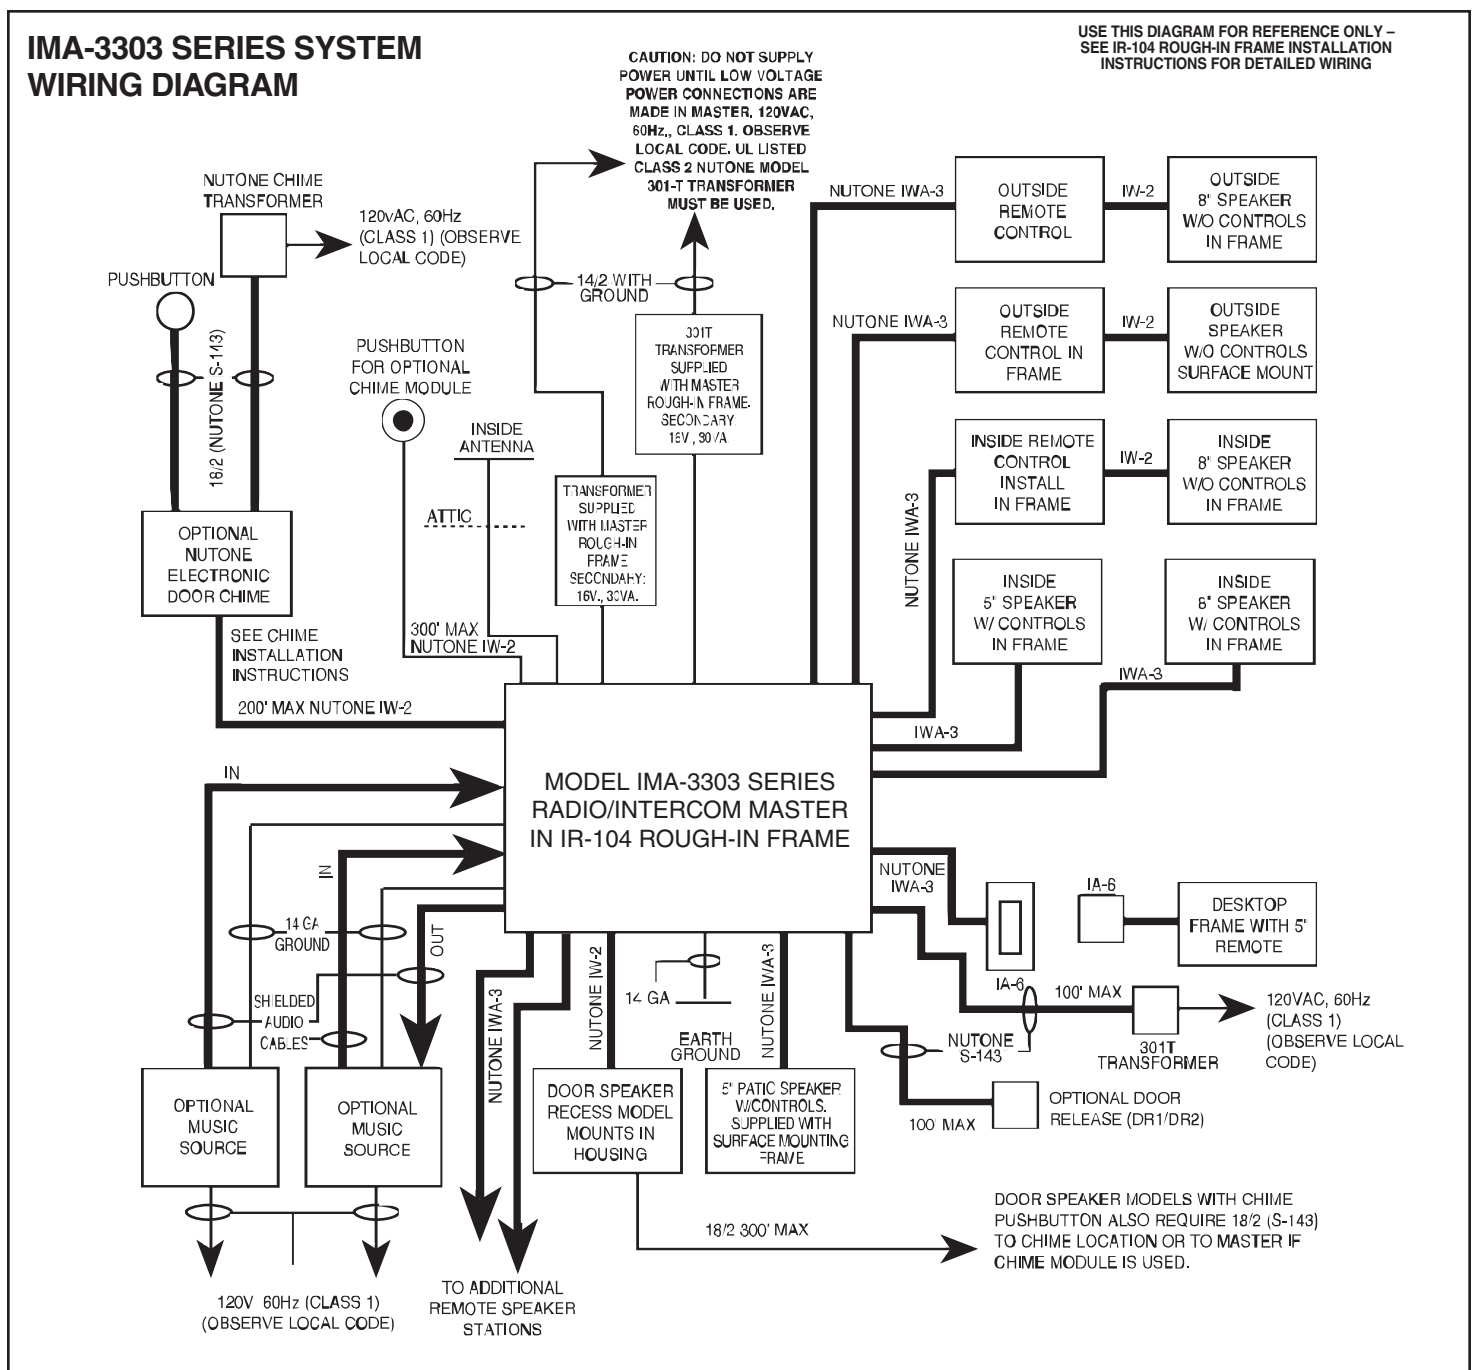 IMA-3303 SERIES SYSTEM
WIRING DIAGRAM
USE THIS DIAGRAM FOR REFERENCE ONLY –
SEE IR-104 ROUGH-IN FRAME INSTALLATION
INSTRUCTIONS FOR DETAILED WIRING
CAUTION: DO NOT SUPPLY
POWER UNTIL LOW VOLTAGE
POWER CONNECTIONS ARE
MADE IN MASTER. 120VAC,
60Hz., CLASS 1. OBSERVE
LOCAL CODE. UL LISTED
CLASS 2 NUTONE MODEL
301-T TRANSFORMER
MUST BE USED.
NUTONE CHIME
TRANSFORMER
120vAC, 60Hz
(CLASS 1) (OBSERVE
LOCAL CODE)
PUSHBUTTON
18/2 (NUTONE S-143)
OPTIONAL
NUTONE
ELECTRONIC
DOOR CHIME
SEE CHIME
INSTALLATION
INSTRUCTIONS
200' MAX NUTONE IW-2
PUSHBUTTON
FOR OPTIONAL
CHIME MODULE
INSIDE
ANTENNA
ATTIC
300' MAX
NUTONE IW-2
14/2 WITH
GROUND
TRANSFORMER
SUPPLIED
WITH MASTER
ROUGH-IN
FRAME
SECONDARY:
16V., 30VA.
301T
TRANSFORMER
SUPPLIED
WITH MASTER
ROUGH-IN FRAME.
SECONDARY:
16V., 30VA.
NUTONE IWA-3
OUTSIDE
REMOTE
CONTROL
IW-2
OUTSIDE
8" SPEAKER
W/O CONTROLS
IN FRAME
NUTONE IWA-3
OUTSIDE
REMOTE
CONTROL IN
FRAME
IW-2
OUTSIDE
SPEAKER
W/O CONTROLS
SURFACE MOUNT
NUTONE IWA-3
INSIDE REMOTE
CONTROL
INSTALL
IN FRAME
IW-2
INSIDE
8" SPEAKER
W/O CONTROLS
IN FRAME
INSIDE
5" SPEAKER
W/ CONTROLS
IN FRAME
IWA-3
INSIDE
8" SPEAKER
W/ CONTROLS
IN FRAME
IWA-3
MODEL IMA-3303 SERIES
RADIO/INTERCOM MASTER
IN IR-104 ROUGH-IN FRAME
IN
IN
OUT
14 GA
GROUND
SHIELDED
AUDIO
CABLES
OPTIONAL
MUSIC
SOURCE
OPTIONAL
MUSIC
SOURCE
120V 60Hz (CLASS 1)
(OBSERVE LOCAL CODE)
NUTONE IWA-3
TO ADDITIONAL
REMOTE SPEAKER
STATIONS
NUTONE IW-2
DOOR SPEAKER
RECESS MODEL
MOUNTS IN
HOUSING
14 GA
EARTH
GROUND
NUTONE IWA-3
5" PATIC SPEAKER
W/CONTROLS.
SUPPLIED WITH
SURFACE MOUNTING
FRAME
18/2 300' MAX
DOOR SPEAKER MODELS WITH CHIME
PUSHBUTTON ALSO REQUIRE 18/2 (S-143)
TO CHIME LOCATION OR TO MASTER IF
CHIME MODULE IS USED.
NUTONE
IWA-3
IA-6
IA-6
DESKTOP
FRAME WITH 5"
REMOTE
100' MAX
301T
TRANSFORMER
120VAC, 60Hz
(CLASS 1)
(OBSERVE LOCAL
CODE)
NUTONE
S-143
100' MAX
OPTIONAL DOOR
RELEASE (DR1/DR2)